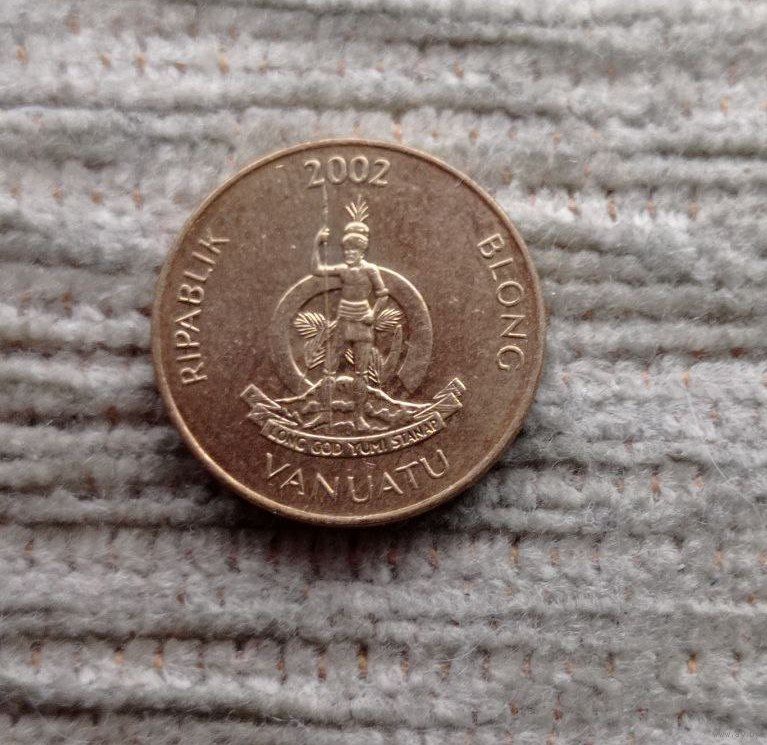 2002
RIPABLIK
BLONG
LONG GOD YUMI STANAP
VANUATU